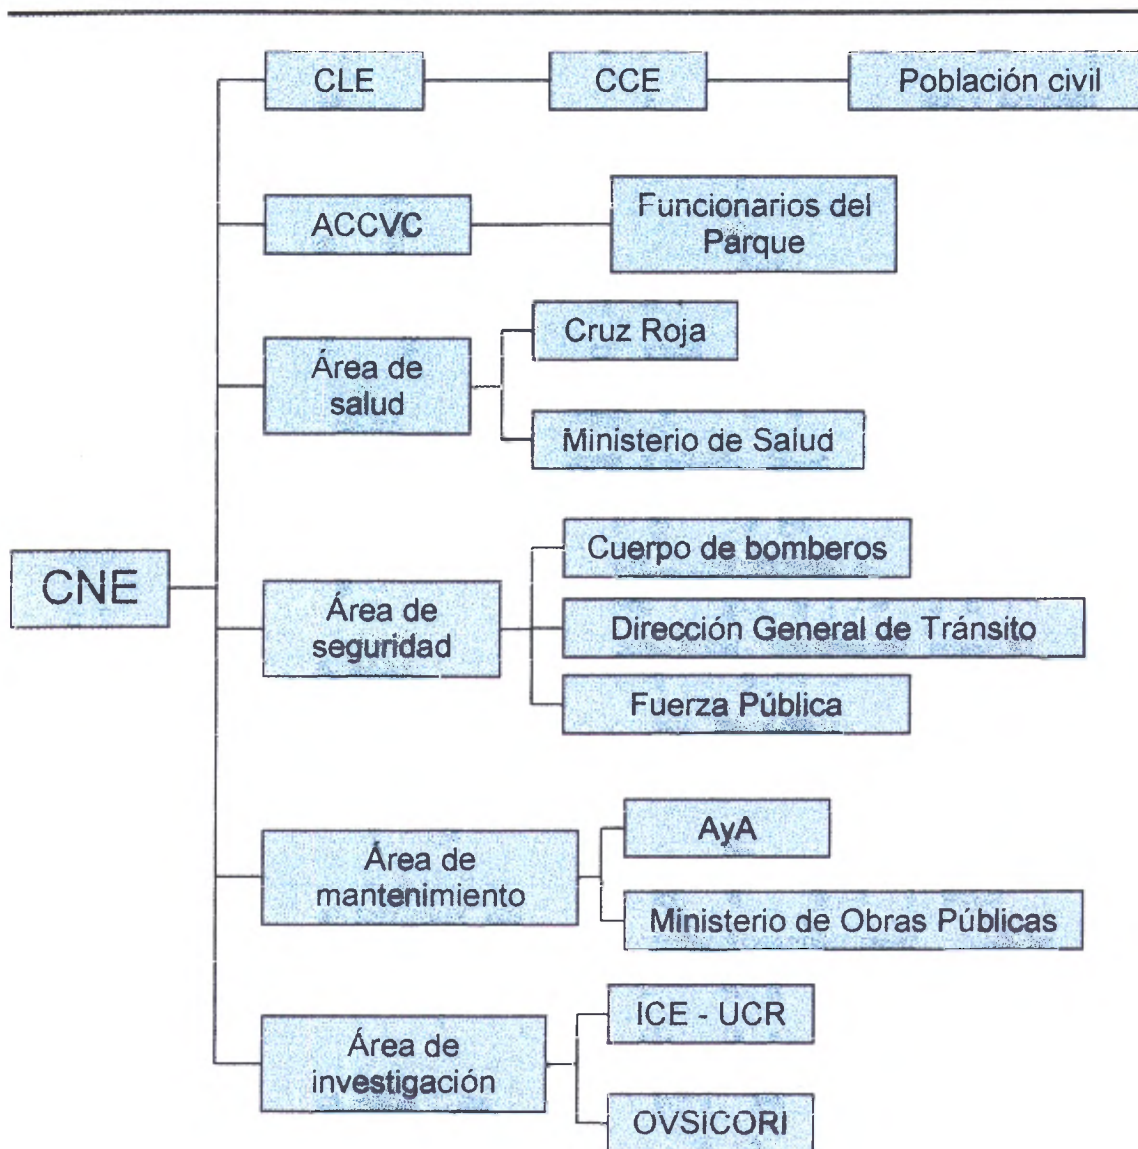 CLE
CCE
Población civil
ACCVC
Funcionarios del
Parque
Cruz Roja
Área de
salud
Ministerio de Salud
CNE
Cuerpo de bomberos
Área de
seguridad
Dirección General de Tránsito
Fuerza Pública
AyA
Área de
mantenimiento
Ministerio de Obras Públicas
ICE - UCR
Área de
investigación
OVSICORI